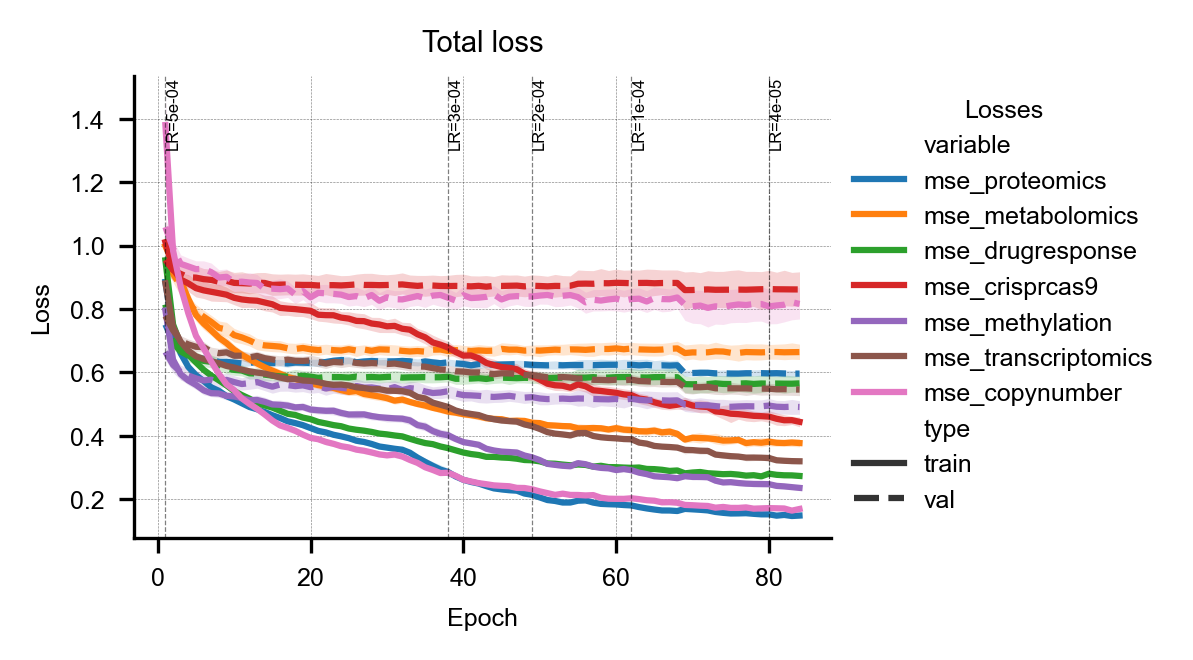 Total loss
LR=5e-04
LR=3e-04
LR=2e-04
LR=1e-04
LR=4e-05
1.4
1.2
1.0
0.8
0.6
0.4
0.2
Loss
0 20 40 60 80
Epoch
Losses
variable
mse_proteomics
mse_metabolomics
mse_drugresponse
mse_crisprcas9
mse_methylation
mse_transcriptomics
mse_copynumber
type
train
val